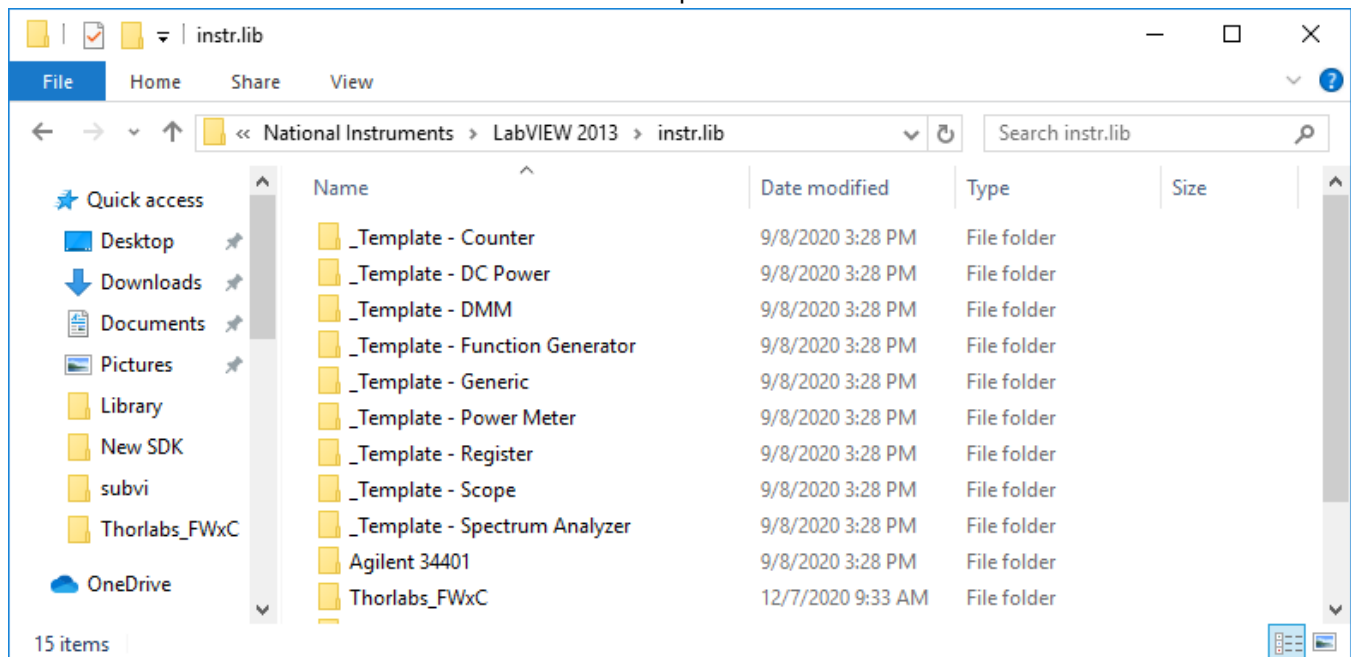 instr.lib
File Home Share View
« National Instruments > LabVIEW 2013 > instr.lib Search instr.lib
Name Date modified Type Size
Quick access
Desktop
Downloads
Documents
Pictures
Library
New SDK
subvi
Thorlabs_FWxC
OneDrive
_Template - Counter 9/8/2020 3:28 PM File folder
_Template - DC Power 9/8/2020 3:28 PM File folder
_Template - DMM 9/8/2020 3:28 PM File folder
_Template - Function Generator 9/8/2020 3:28 PM File folder
_Template - Generic 9/8/2020 3:28 PM File folder
_Template - Power Meter 9/8/2020 3:28 PM File folder
_Template - Register 9/8/2020 3:28 PM File folder
_Template - Scope 9/8/2020 3:28 PM File folder
_Template - Spectrum Analyzer 9/8/2020 3:28 PM File folder
Agilent 34401 9/8/2020 3:28 PM File folder
Thorlabs_FWxC 12/7/2020 9:33 AM File folder
15 items